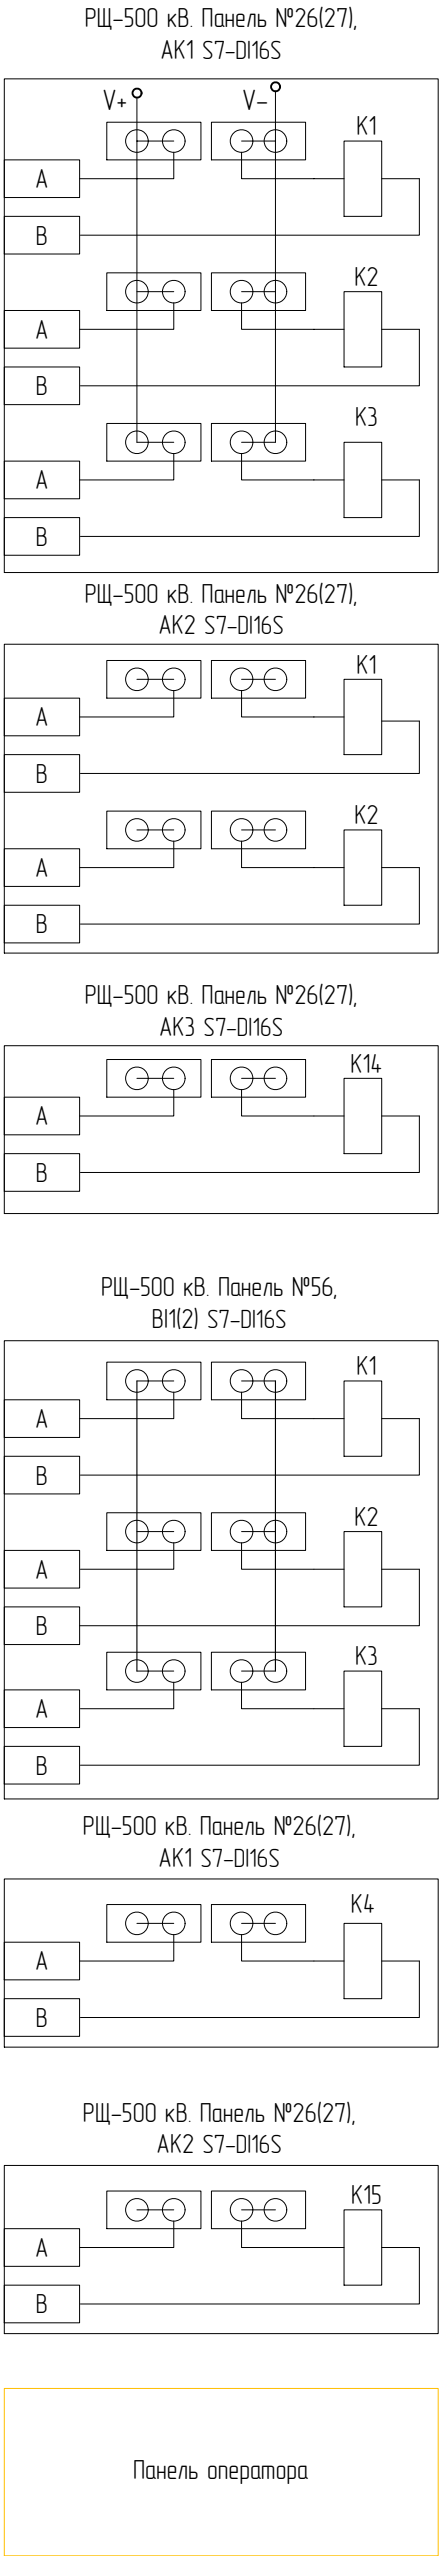 РЩ-500 кВ. Панель №26(27),
АК1 S7-DI16S
V+ V-
K1
A
B
K2
A
B
K3
A
B
РЩ-500 кВ. Панель №26(27),
АК2 S7-DI16S
K1
A
B
K2
A
B
РЩ-500 кВ. Панель №26(27),
АК3 S7-DI16S
K14
A
B
РЩ-500 кВ. Панель №56,
BI1(2) S7-DI16S
K1
A
B
K2
A
B
K3
A
B
РЩ-500 кВ. Панель №26(27),
АК1 S7-DI16S
K4
A
B
РЩ-500 кВ. Панель №26(27),
АК2 S7-DI16S
K15
A
B
Панель оператора